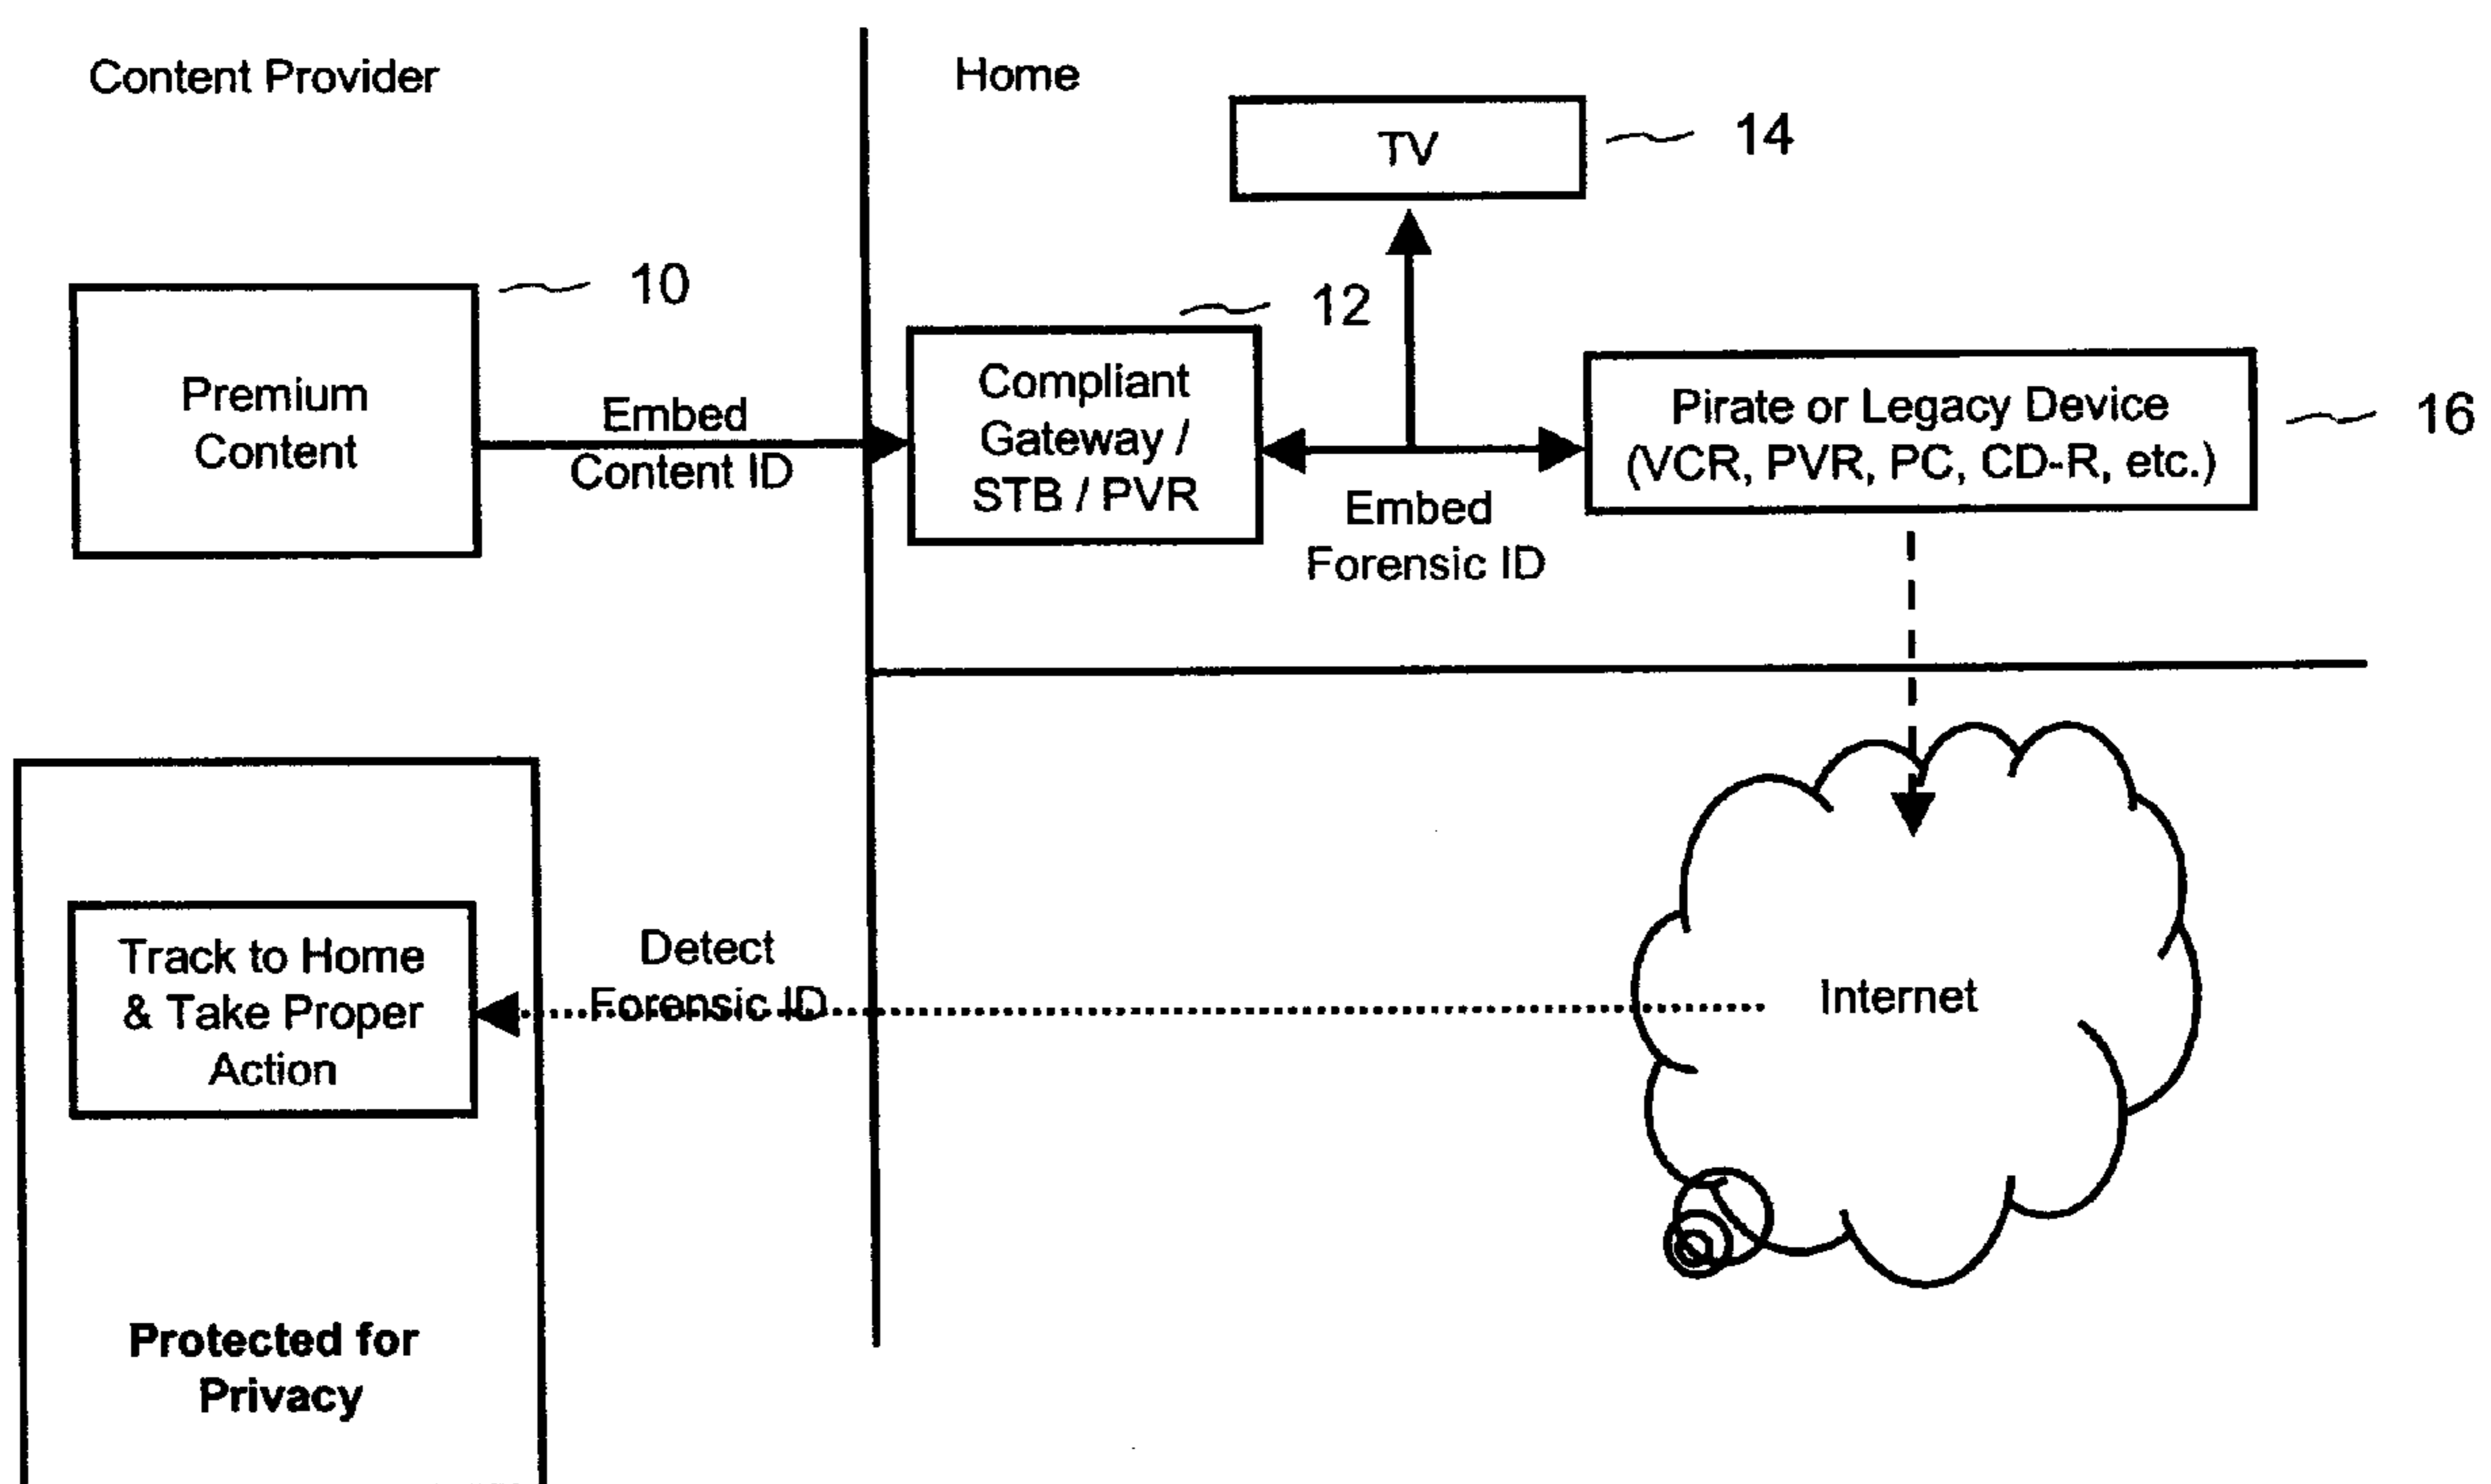 Content Provider
Home
TV
14
10
12
Premium
Content
Embed
Content ID
Compliant
Gateway /
STB / PVR
Embed
Forensic ID
Pirate or Legacy Device
(VCR, PVR, PC, CD-R, etc.)
16
Track to Home
& Take Proper
Action
Detect
Forensic ID
Internet
Protected for
Privacy